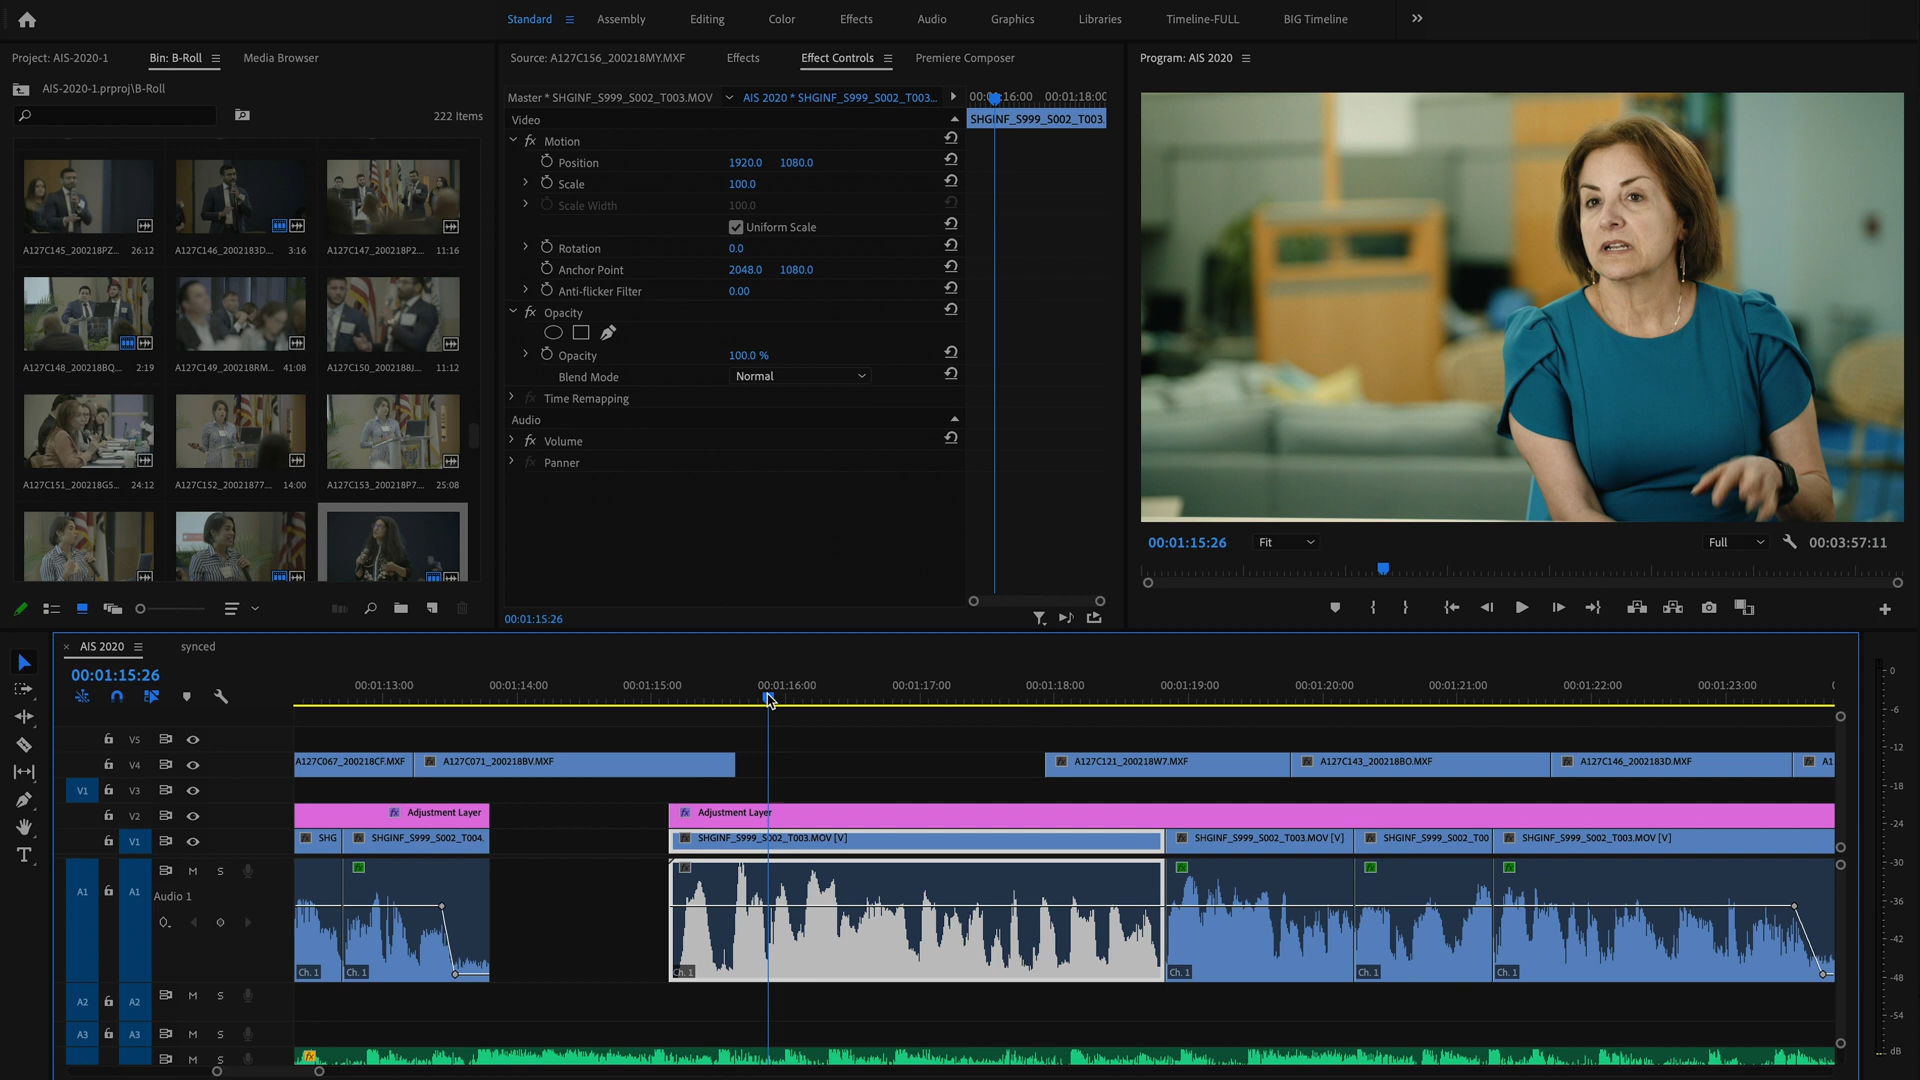 Standard Assembly Editing Color Effects Audio Graphics Libraries Timeline-FULL BIG Timeline
Project: AIS-2020-1 Bin: B-Roll Media Browser
AIS-2020-1.prproj\B-Roll
222 Items
A127C145_200218PZ... 26:12 A127C146_2002183D... 3:16 A127C147_200218P2... 11:16
A127C148_200218BQ... 2:19 A127C149_200218RM... 41:08 A127C150_200218J... 11:12
A127C151_200218G5... 24:12 A127C152_20021877... 14:00 A127C153_200218P7... 25:08
Source: A127C156_200218MY.MXF Effects Effect Controls Premiere Composer
Master * SHGINF_S999_S002_T003.MOV AIS 2020 * SHGINF_S999_S002_T003...
00:01:18:00
Video
SHGINF_S999_S002_T003.
fx Motion
Position 1920.0 1080.0
Scale 100.0
Scale Width 100.0
Uniform Scale
Rotation 0.0
Anchor Point 2048.0 1080.0
Anti-flicker Filter 0.00
fx Opacity
Opacity 100.0 %
Blend Mode Normal
fx Time Remapping
Audio
fx Volume
fx Panner
00:01:15:26
Program: AIS 2020
00:01:15:26 Fit Full 00:03:57:11
× AIS 2020 synced
00:01:15:26
00:01:13:00 00:01:14:00 00:01:15:00 00:01:16:00 00:01:17:00 00:01:18:00 00:01:19:00 00:01:20:00 00:01:21:00 00:01:22:00 00:01:23:00
V5
V4 A127C067_200218CF.MXF A127C071_200218BV.MXF A127C121_200218W7.MXF A127C143_200218BO.MXF A127C146_2002183D.MXF A1
V1 V3
V2 Adjustment Layer Adjustment Layer
V1 SHG SHGINF_S999_S002_T004. SHGINF_S999_S002_T003.MOV [V] SHGINF_S999_S002_T003.MOV [V] SHGINF_S999_S002_T00 SHGINF_S999_S002_T003.MOV [V]
A1 A1 M S
Audio 1
Ch. 1 Ch. 1 Ch. 1 Ch. 1 Ch. 1 Ch. 1
A2 A2 M S
A3 A3 M S
M S
0
-6
-12
-18
-24
-30
-36
-42
-48
-54
dB